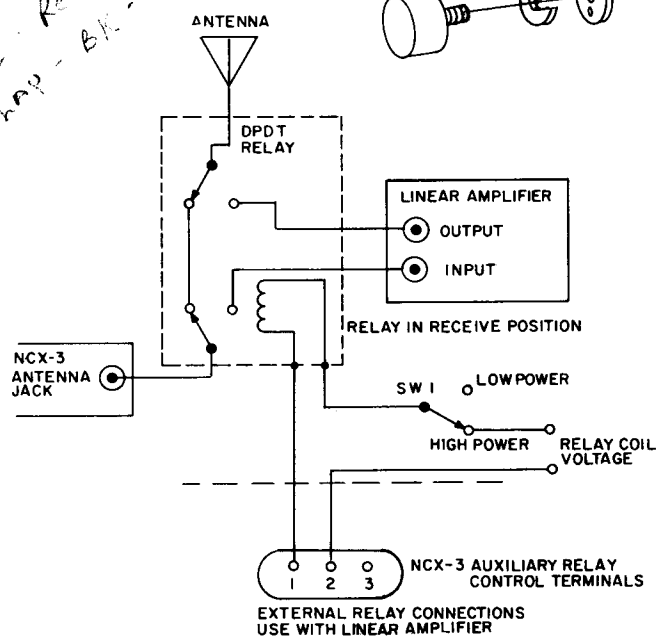 ANTENNA
DPDT
RELAY
LINEAR AMPLIFIER
OUTPUT
INPUT
RELAY IN RECEIVE POSITION
NCX-3
ANTENNA
JACK
SW 1
LOW POWER
HIGH POWER
RELAY COIL
VOLTAGE
1 2 3
NCX-3 AUXILIARY RELAY
CONTROL TERMINALS
EXTERNAL RELAY CONNECTIONS
USE WITH LINEAR AMPLIFIER